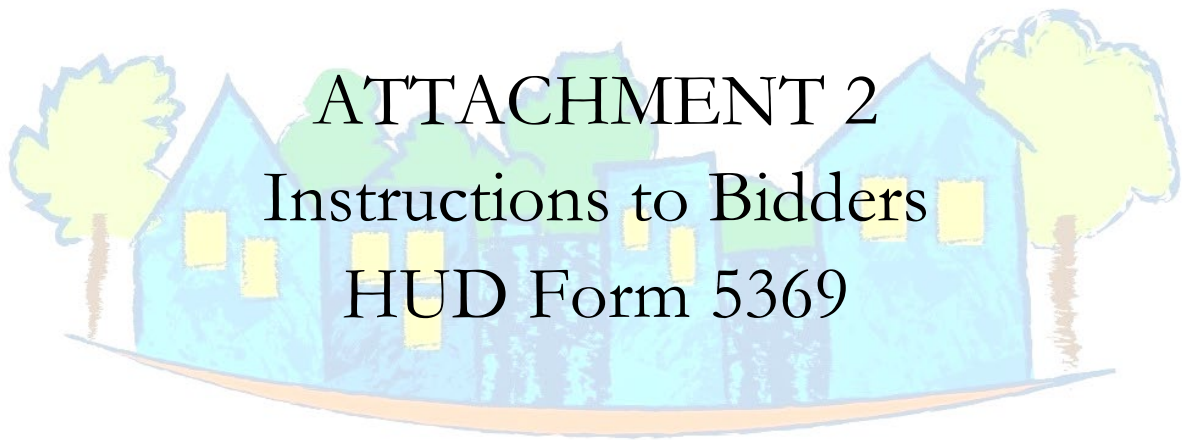 ATTACHMENT 2
Instructions to Bidders
HUD Form 5369